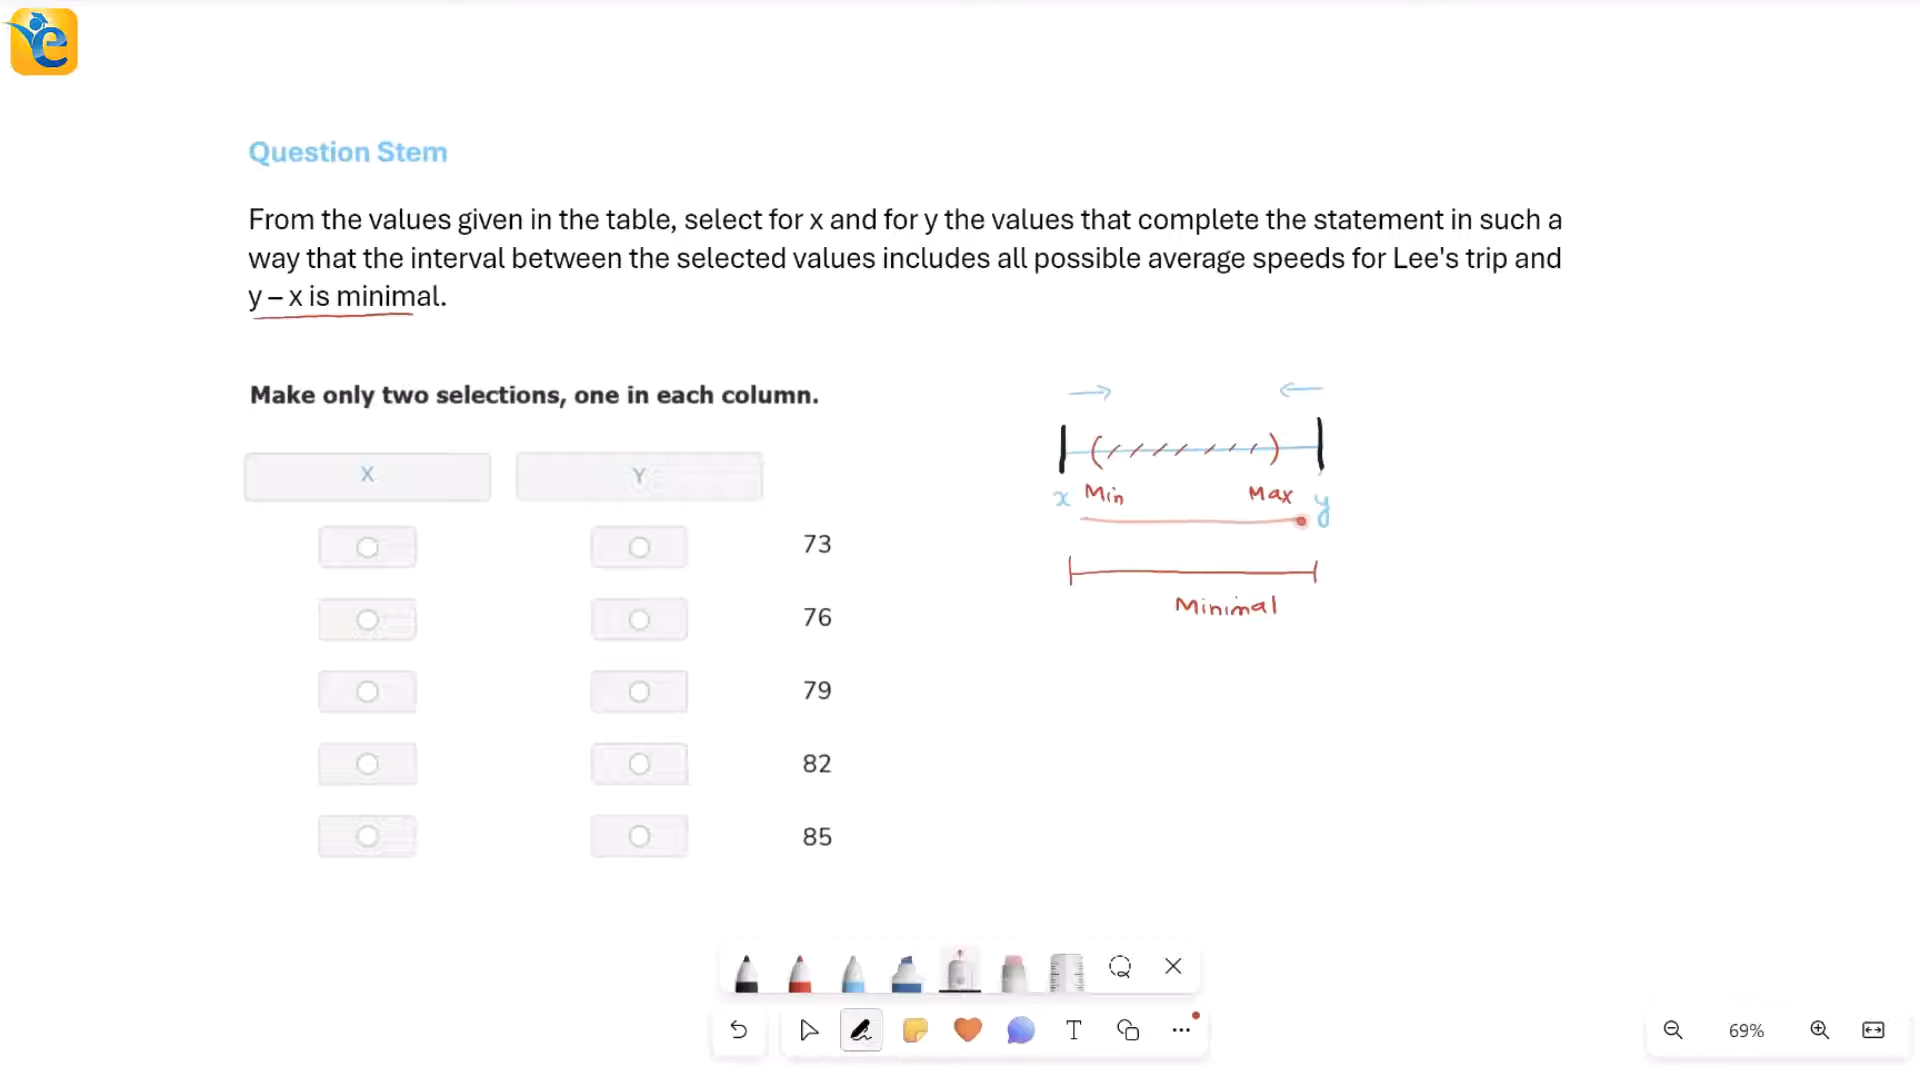 Question Stem
From the values given in the table, select for x and for y the values that complete the statement in such a
way that the interval between the selected values includes all possible average speeds for Lee's trip and
y – x is minimal.
Make only two selections, one in each column.
X Y
73
76
79
82
85
x Min Max y
Minimal
69%